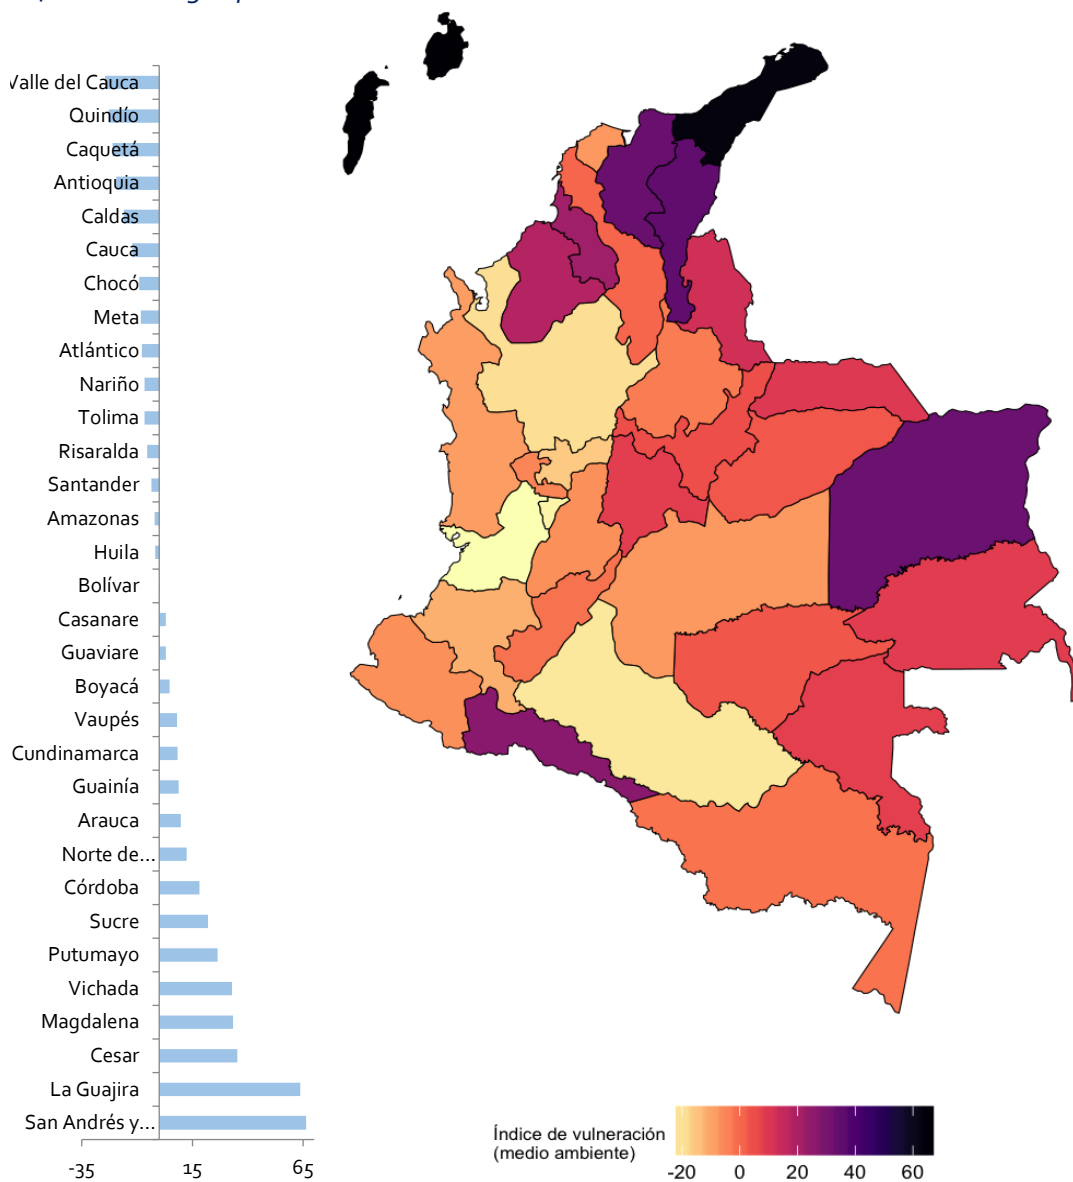 Valle del Cauca
Quindío
Caquetá
Antioquia
Caldas
Cauca
Chocó
Meta
Atlántico
Nariño
Tolima
Risaralda
Santander
Amazonas
Huila
Bolívar
Casanare
Guaviare
Boyacá
Vaupés
Cundinamarca
Guainía
Arauca
Norte de...
Córdoba
Sucre
Putumayo
Vichada
Magdalena
Cesar
La Guajira
San Andrés y...
-35 15 65
Índice de vulneración
(medio ambiente)
-20 0 20 40 60